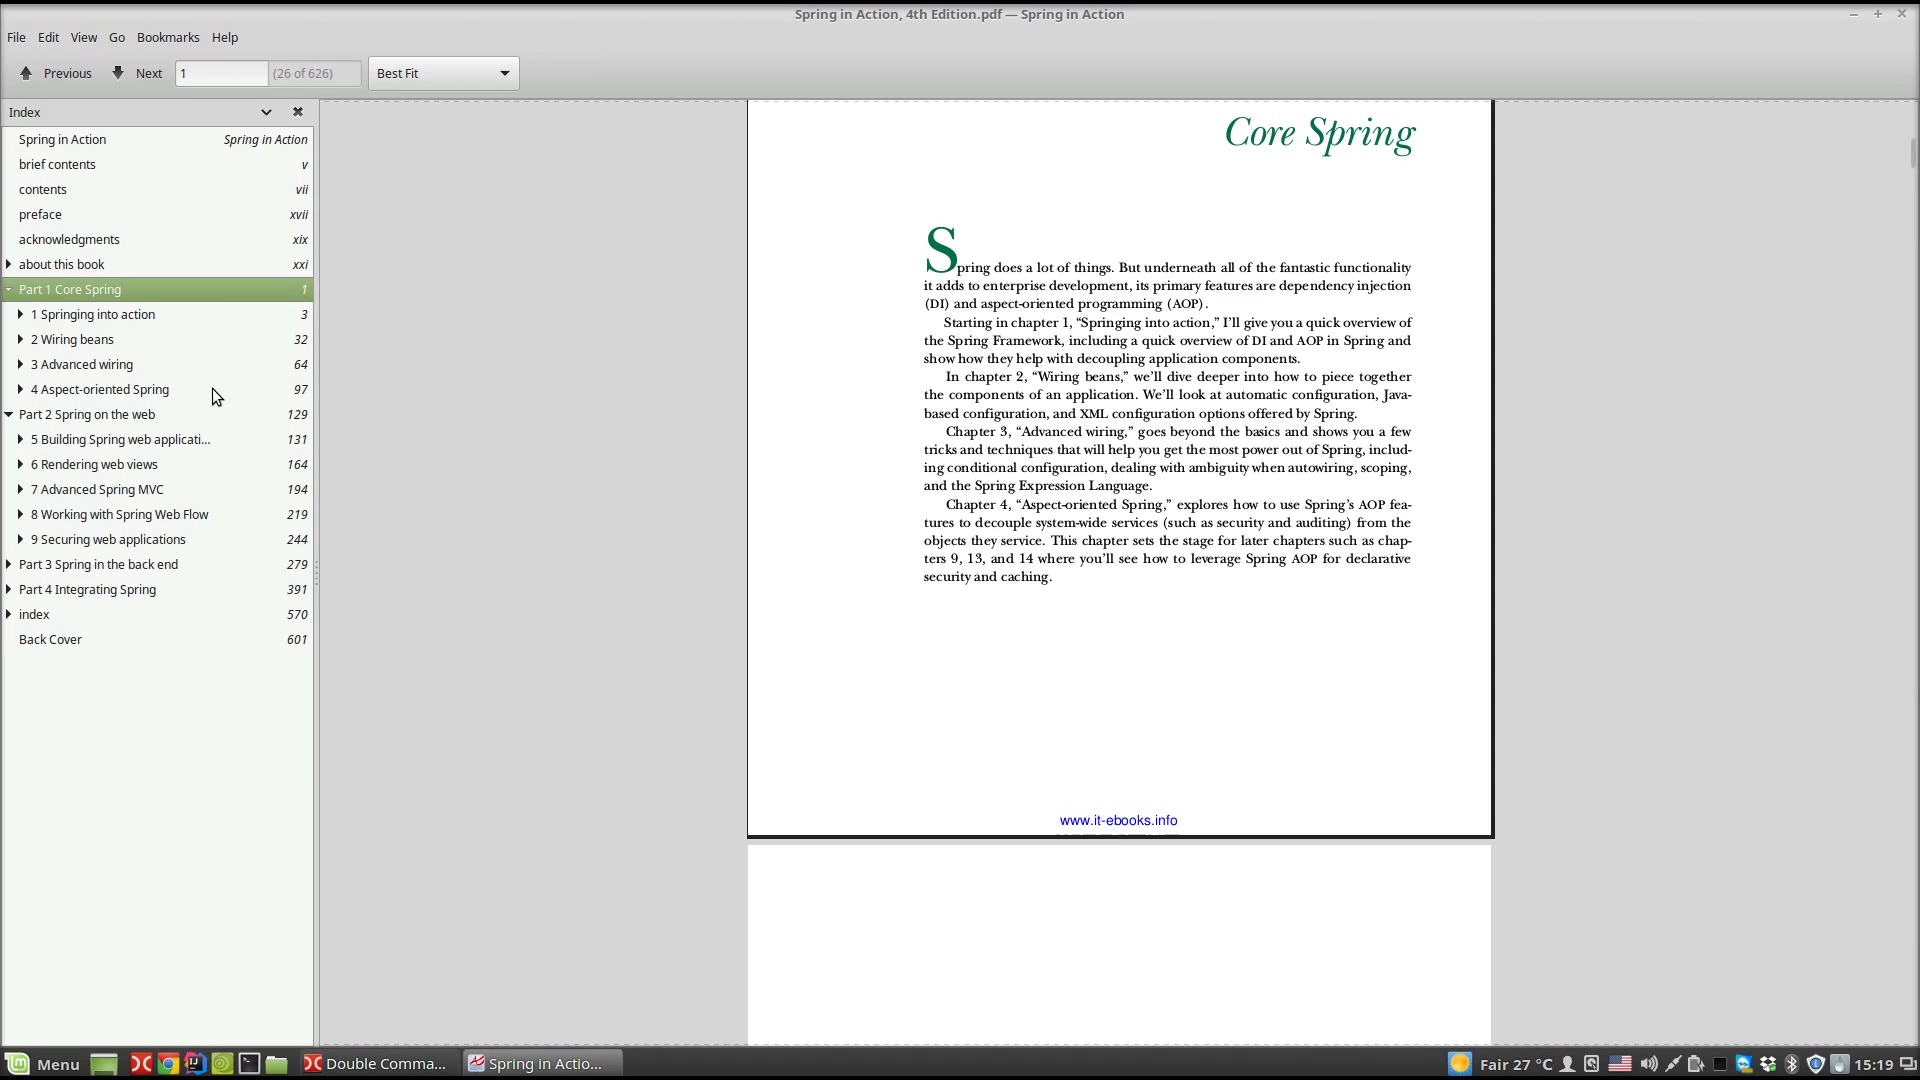 Spring in Action, 4th Edition.pdf — Spring in Action
File Edit View Go Bookmarks Help
Previous Next 1 (26 of 626) Best Fit
Index
Spring in Action Spring in Action
brief contents v
contents vii
preface xvii
acknowledgments xix
about this book xxi
Part 1 Core Spring 1
1 Springing into action 3
2 Wiring beans 32
3 Advanced wiring 64
4 Aspect-oriented Spring 97
Part 2 Spring on the web 129
5 Building Spring web applicati... 131
6 Rendering web views 164
7 Advanced Spring MVC 194
8 Working with Spring Web Flow 219
9 Securing web applications 244
Part 3 Spring in the back end 279
Part 4 Integrating Spring 391
index 570
Back Cover 601
Core Spring
Spring does a lot of things. But underneath all of the fantastic functionality
it adds to enterprise development, its primary features are dependency injection
(DI) and aspect-oriented programming (AOP).
Starting in chapter 1, “Springing into action,” I’ll give you a quick overview of
the Spring Framework, including a quick overview of DI and AOP in Spring and
show how they help with decoupling application components.
In chapter 2, “Wiring beans,” we’ll dive deeper into how to piece together
the components of an application. We’ll look at automatic configuration, Java-
based configuration, and XML configuration options offered by Spring.
Chapter 3, “Advanced wiring,” goes beyond the basics and shows you a few
tricks and techniques that will help you get the most power out of Spring, includ-
ing conditional configuration, dealing with ambiguity when autowiring, scoping,
and the Spring Expression Language.
Chapter 4, “Aspect-oriented Spring,” explores how to use Spring’s AOP fea-
tures to decouple system-wide services (such as security and auditing) from the
objects they service. This chapter sets the stage for later chapters such as chap-
ters 9, 13, and 14 where you’ll see how to leverage Spring AOP for declarative
security and caching.
www.it-ebooks.info
Menu Double Comma... Spring in Actio... Fair 27 °C 15:19